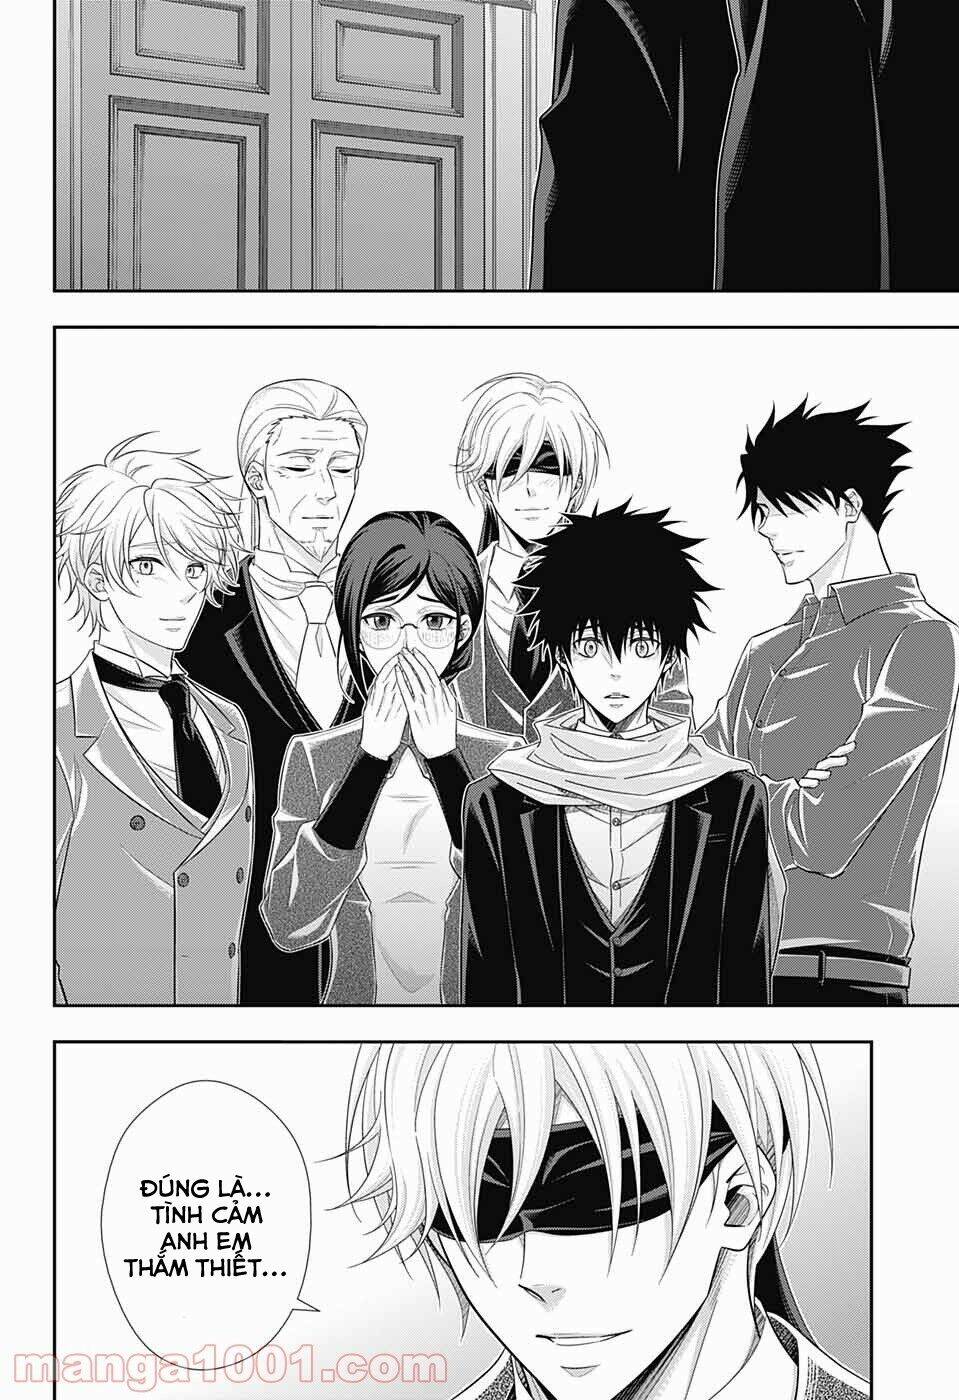 ĐÚNG LÀ...
TÌNH CẢM
ANH EM
THẮM THIẾT...
manga1001.com